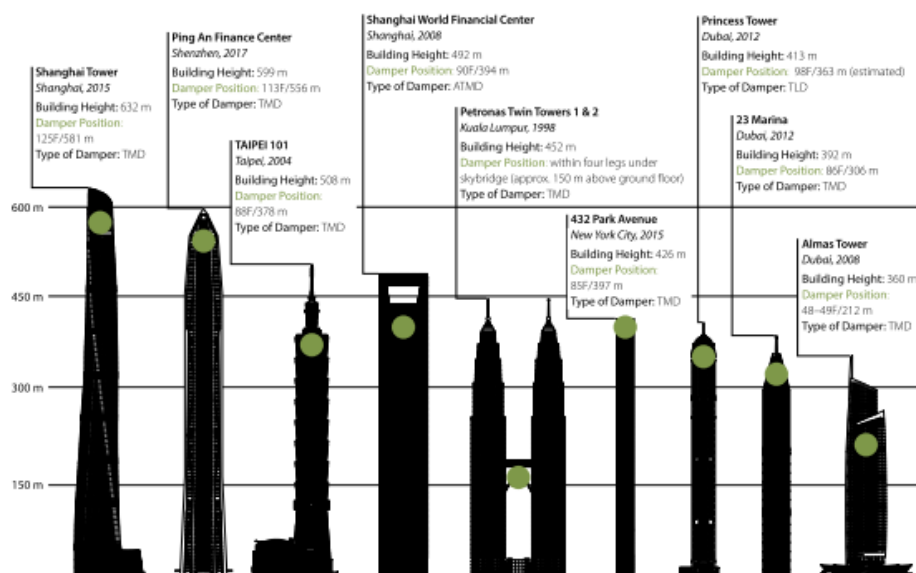 Shanghai Tower
Shanghai, 2015
Building Height: 632 m
Damper Position:
125F/581 m
Type of Damper: TMD
Ping An Finance Center
Shenzhen, 2017
Building Height: 599 m
Damper Position: 113F/556 m
Type of Damper: TMD
TAIPEI 101
Taipei, 2004
Building Height: 508 m
Damper Position:
88F/378 m
Type of Damper: TMD
Shanghai World Financial Center
Shanghai, 2008
Building Height: 492 m
Damper Position: 90F/394 m
Type of Damper: ATMD
Petronas Twin Towers 1 & 2
Kuala Lumpur, 1998
Building Height: 452 m
Damper Position: within four legs under
skybridge (approx. 150 m above ground floor)
Type of Damper: TMD
432 Park Avenue
New York City, 2015
Building Height: 426 m
Damper Position:
85F/397 m
Type of Damper: TMD
Princess Tower
Dubai, 2012
Building Height: 413 m
Damper Position: 98F/363 m (estimated)
Type of Damper: TLD
23 Marina
Dubai, 2012
Building Height: 392 m
Damper Position: 86F/306 m
Type of Damper: TMD
Almas Tower
Dubai, 2008
Building Height: 360 m
Damper Position:
48–49F/212 m
Type of Damper: TMD
600 m
450 m
300 m
150 m